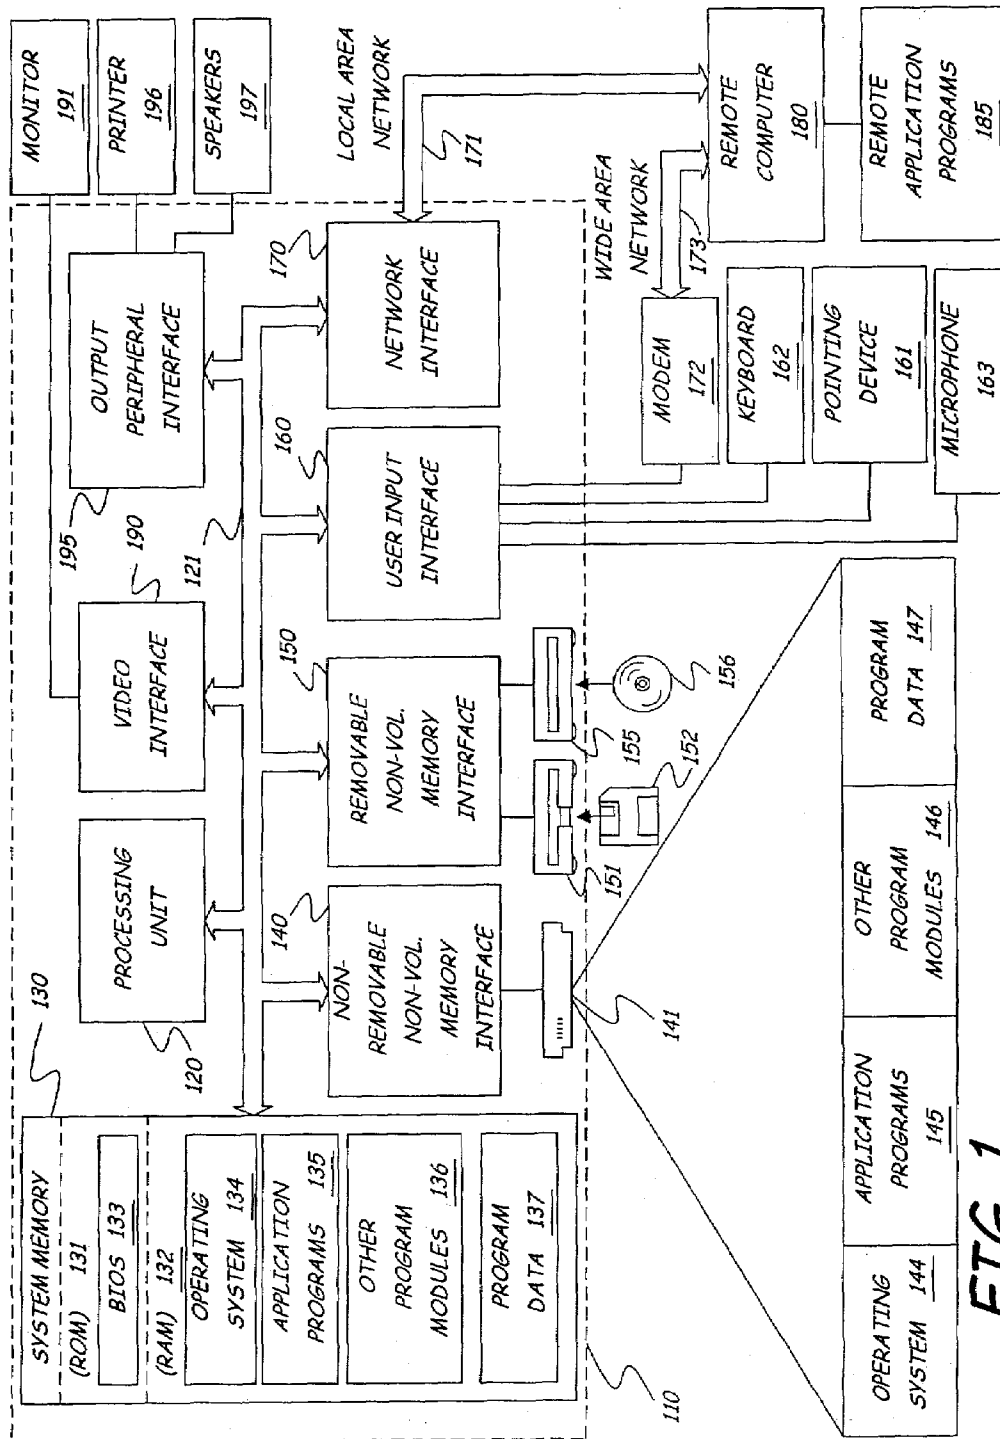 SYSTEM MEMORY
(ROM) 131
BIOS 133
(RAM) 132
OPERATING
SYSTEM 134
APPLICATION
PROGRAMS 135
OTHER
PROGRAM
MODULES 136
PROGRAM
DATA 137
130
110
PROCESSING
UNIT
120
VIDEO
INTERFACE
190
OUTPUT
PERIPHERAL
INTERFACE
195
121
MONITOR
191
PRINTER
196
SPEAKERS
197
NON-
REMOVABLE
NON-VOL.
MEMORY
INTERFACE
140
REMOVABLE
NON-VOL.
MEMORY
INTERFACE
150
USER INPUT
INTERFACE
160
NETWORK
INTERFACE
170
LOCAL AREA
NETWORK
171
WIDE AREA
NETWORK
173
141
151
152
155
156
MODEM
172
KEYBOARD
162
POINTING
DEVICE
161
MICROPHONE
163
REMOTE
COMPUTER
180
REMOTE
APPLICATION
PROGRAMS
185
OPERATING
SYSTEM 144
APPLICATION
PROGRAMS
145
OTHER
PROGRAM
MODULES 146
PROGRAM
DATA 147
FIG. 1